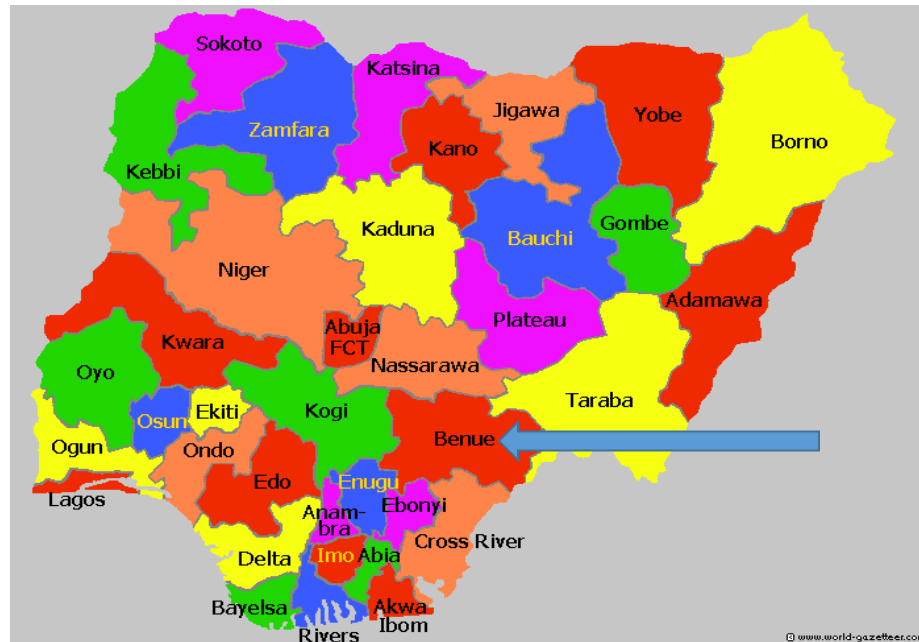 Sokoto
Katsina
Jigawa
Yobe
Zamfara
Borno
Kano
Kebbi
Gombe
Kaduna
Bauchi
Niger
Adamawa
Plateau
Abuja
FCT
Kwara
Nassarawa
Oyo
Taraba
Ekiti
Kogi
Osun
Benue
Ogun
Ondo
Edo
Enugu
Lagos
Ebonyi
Anam-
bra
Cross River
Imo
Abia
Delta
Bayelsa
Akwa
Ibom
Rivers
© www.world-gazetteer.com